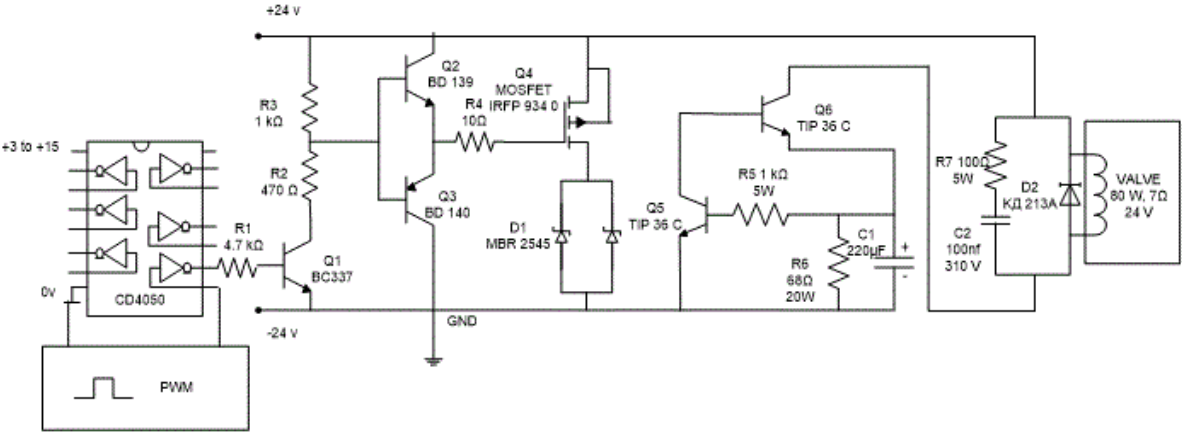 +24 v
Q2
BD 139
Q4
MOSFET
IRFP 934 0
R3
1 kΩ
R4
10Ω
Q6
TIP 36 C
+3 to +15
R2
470 Ω
Q3
BD 140
R5 1 kΩ
5W
R7 100Ω
5W
D2
КД 213A
VALVE
80 W, 7Ω
24 V
R1
4.7 kΩ
D1
MBR 2545
Q5
TIP 36 C
C1
220µF
+
-
C2
100nf
310 V
Q1
BC337
R6
68Ω
20W
0v
CD4050
-24 v
GND
PWM